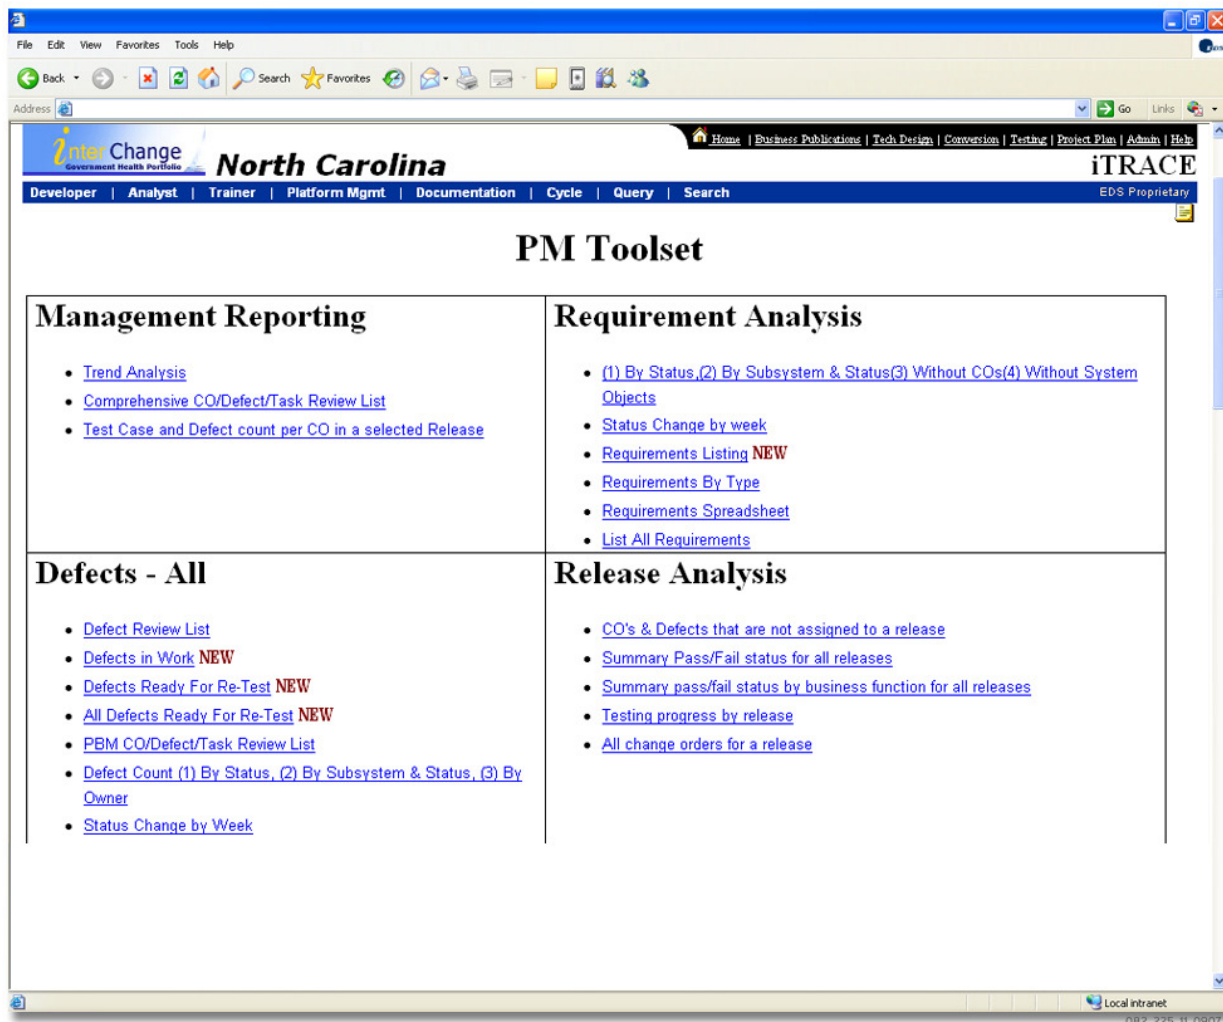 File Edit View Favorites Tools Help
Back Search Favorites
Address Go Links
interChange
Government Health Portfolio
North Carolina
Home | Business Publications | Tech Design | Conversion | Testing | Project Plan | Admin | Help
iTRACE
Developer | Analyst | Trainer | Platform Mgmt | Documentation | Cycle | Query | Search
EDS Proprietary
PM Toolset
Management Reporting
Trend Analysis
Comprehensive CO/Defect/Task Review List
Test Case and Defect count per CO in a selected Release
Requirement Analysis
(1) By Status,(2) By Subsystem & Status(3) Without COs(4) Without System
Objects
Status Change by week
Requirements Listing NEW
Requirements By Type
Requirements Spreadsheet
List All Requirements
Defects - All
Defect Review List
Defects in Work NEW
Defects Ready For Re-Test NEW
All Defects Ready For Re-Test NEW
PBM CO/Defect/Task Review List
Defect Count (1) By Status, (2) By Subsystem & Status, (3) By
Owner
Status Change by Week
Release Analysis
CO's & Defects that are not assigned to a release
Summary Pass/Fail status for all releases
Summary pass/fail status by business function for all releases
Testing progress by release
All change orders for a release
Local intranet